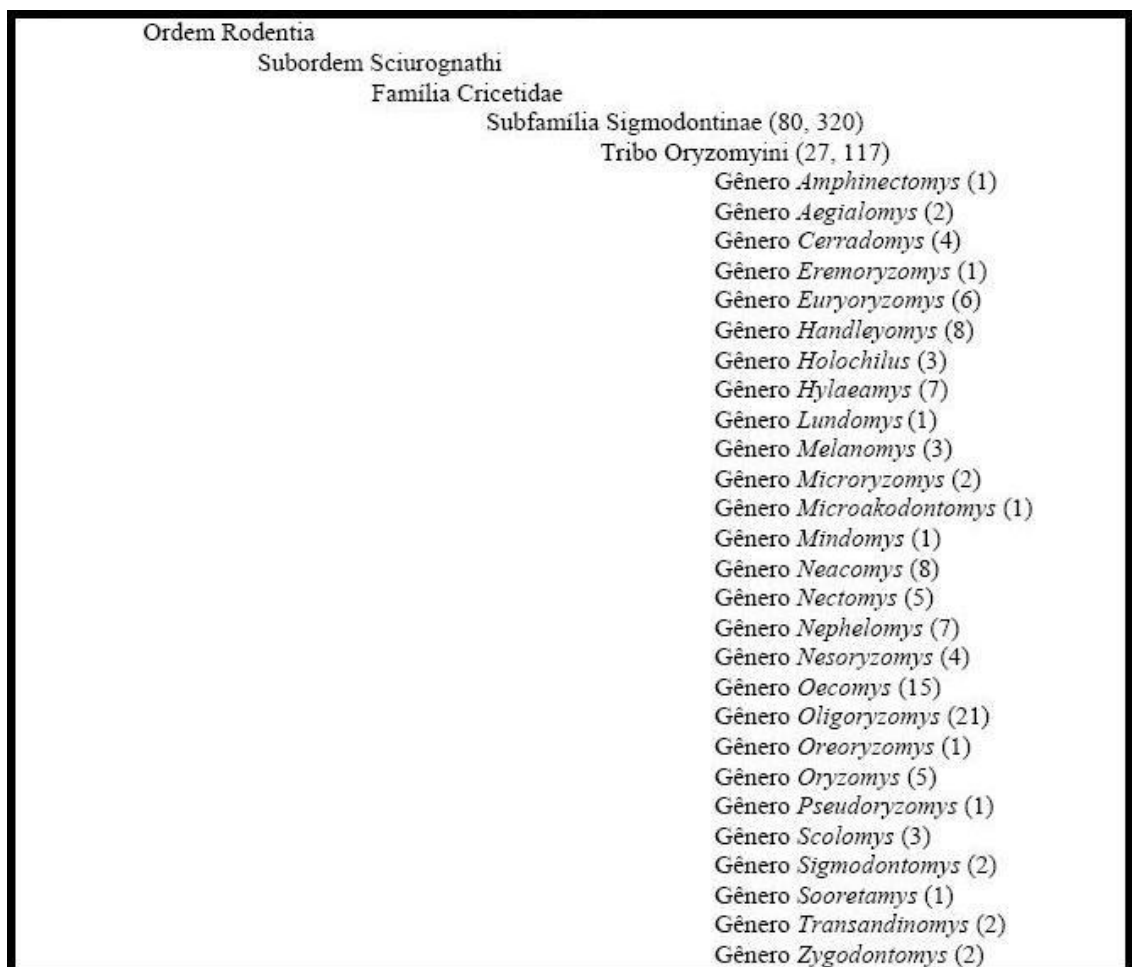 Ordem Rodentia
Subordem Sciurognathi
Família Cricetidae
Subfamília Sigmodontinae (80, 320)
Tribo Oryzomyini (27, 117)
Gênero Amphinectomys (1)
Gênero Aegialomys (2)
Gênero Cerradomys (4)
Gênero Eremoryzomys (1)
Gênero Euryoryzomys (6)
Gênero Handleyomys (8)
Gênero Holochilus (3)
Gênero Hylaeamys (7)
Gênero Lundomys (1)
Gênero Melanomys (3)
Gênero Microryzomys (2)
Gênero Microakodontomys (1)
Gênero Mindomys (1)
Gênero Neacomys (8)
Gênero Nectomys (5)
Gênero Nephelomys (7)
Gênero Nesoryzomys (4)
Gênero Oecomys (15)
Gênero Oligoryzomys (21)
Gênero Oreoryzomys (1)
Gênero Oryzomys (5)
Gênero Pseudoryzomys (1)
Gênero Scolomys (3)
Gênero Sigmodontomys (2)
Gênero Sooretamys (1)
Gênero Transandinomys (2)
Gênero Zygodontomys (2)